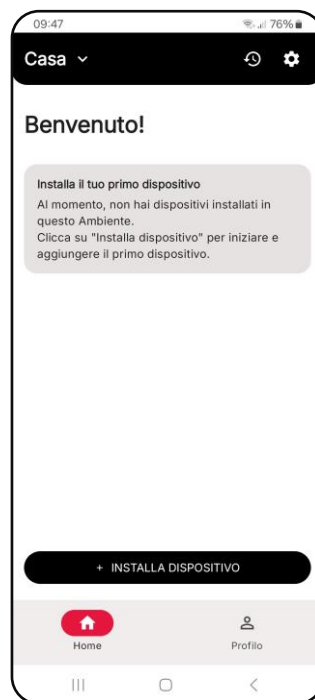 09:47
76%
Casa
Benvenuto!
Installa il tuo primo dispositivo
Al momento, non hai dispositivi installati in
questo Ambiente.
Clicca su "Installa dispositivo" per iniziare e
aggiungere il primo dispositivo.
+ INSTALLA DISPOSITIVO
Home
Profilo